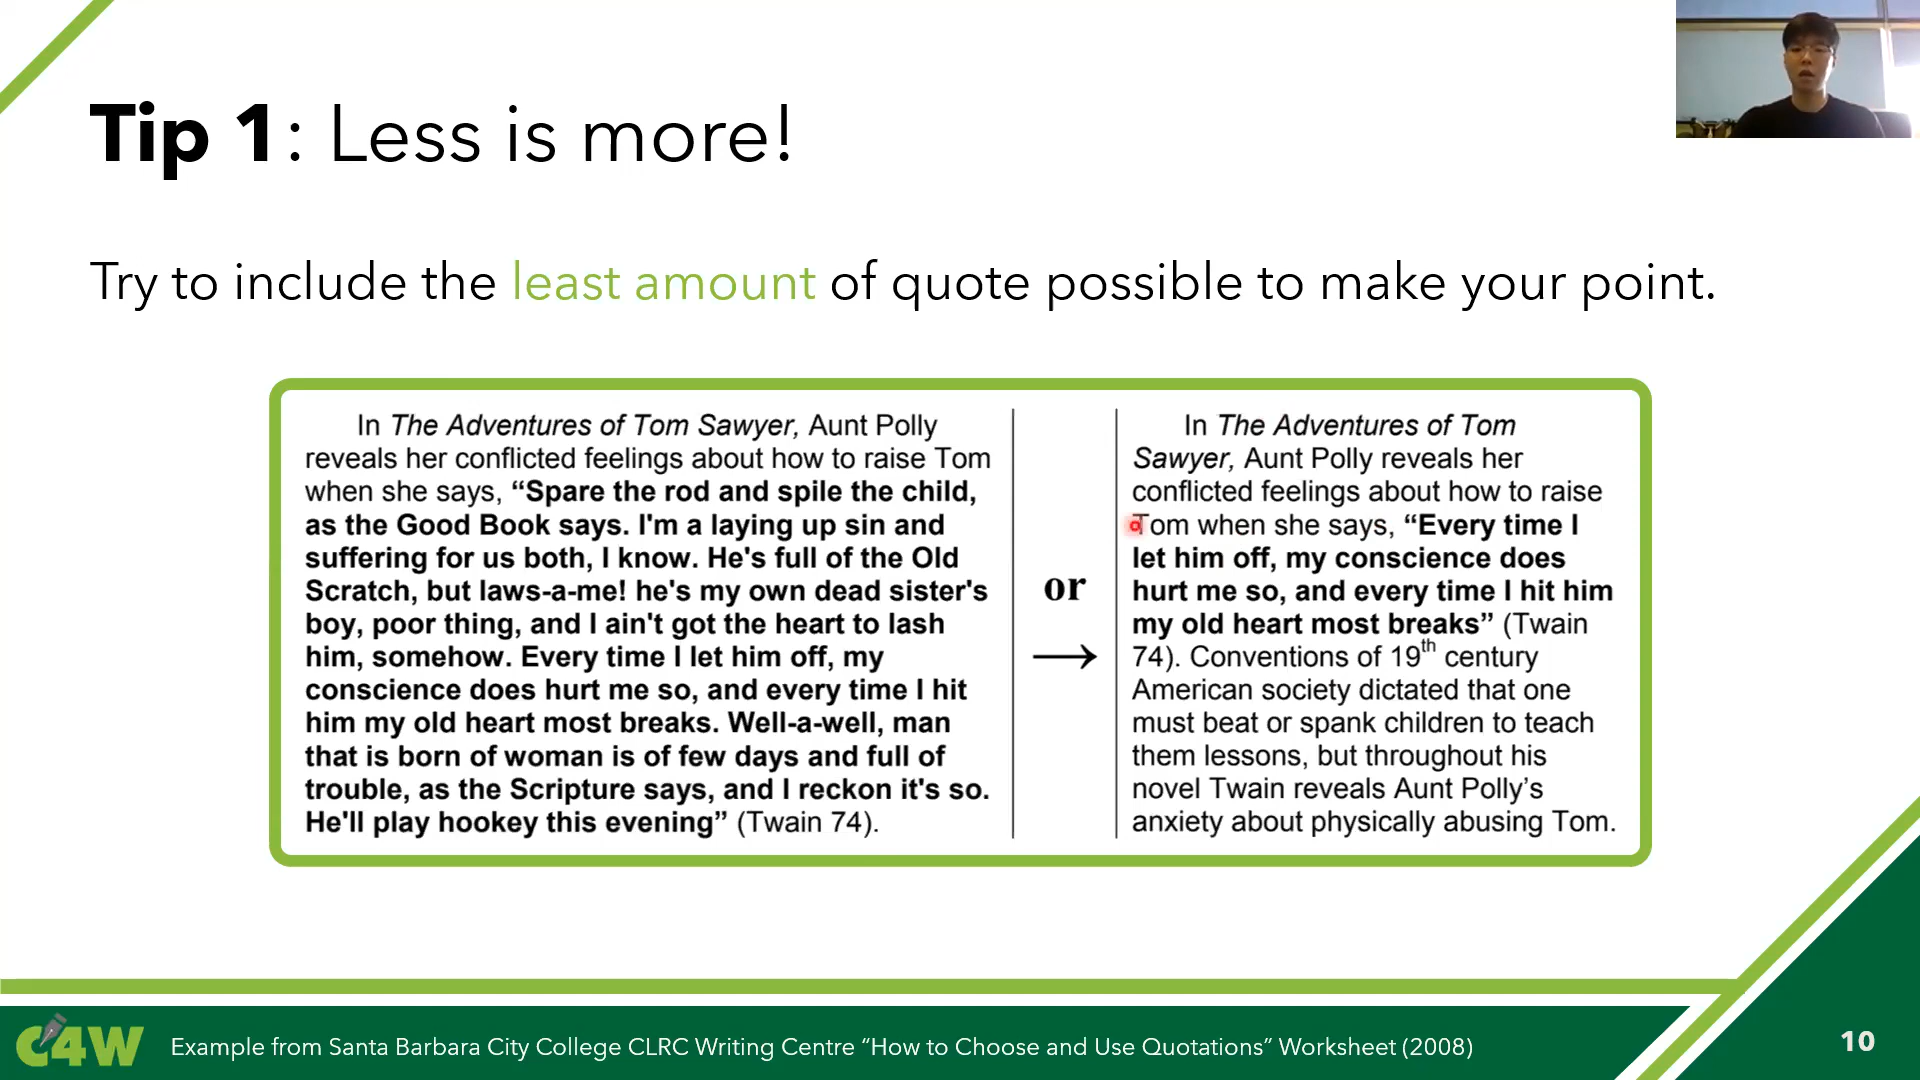 Tip 1: Less is more!
Try to include the least amount of quote possible to make your point.
In The Adventures of Tom Sawyer, Aunt Polly
reveals her conflicted feelings about how to raise Tom
when she says, “Spare the rod and spile the child,
as the Good Book says. I'm a laying up sin and
suffering for us both, I know. He's full of the Old
Scratch, but laws-a-me! he's my own dead sister's
boy, poor thing, and I ain't got the heart to lash
him, somehow. Every time I let him off, my
conscience does hurt me so, and every time I hit
him my old heart most breaks. Well-a-well, man
that is born of woman is of few days and full of
trouble, as the Scripture says, and I reckon it's so.
He'll play hookey this evening” (Twain 74).
or
→
In The Adventures of Tom
Sawyer, Aunt Polly reveals her
conflicted feelings about how to raise
Tom when she says, “Every time I
let him off, my conscience does
hurt me so, and every time I hit him
my old heart most breaks” (Twain
74). Conventions of 19th century
American society dictated that one
must beat or spank children to teach
them lessons, but throughout his
novel Twain reveals Aunt Polly’s
anxiety about physically abusing Tom.
C4W
Example from Santa Barbara City College CLRC Writing Centre “How to Choose and Use Quotations” Worksheet (2008)
10